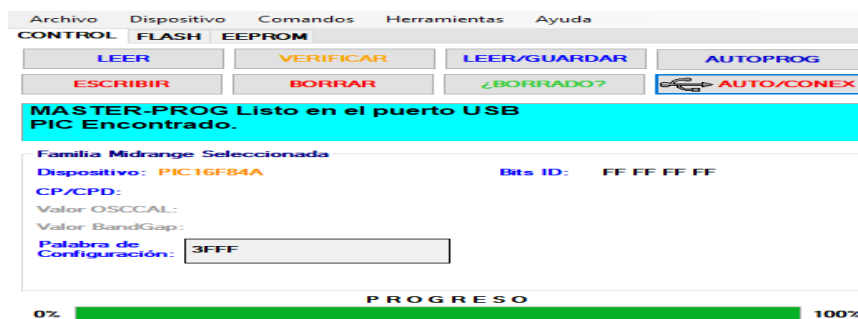 Archivo Dispositivo Comandos Herramientas Ayuda
CONTROL FLASH EEPROM
LEER VERIFICAR LEER/GUARDAR AUTOPROG
ESCRIBIR BORRAR ¿BORRADO? AUTO/CONEX
MASTER-PROG Listo en el puerto USB
PIC Encontrado.
Familia Midrange Seleccionada
Dispositivo: PIC16F84A Bits ID: FF FF FF FF
CP/CPD:
Valor OSCCAL:
Valor BandGap:
Palabra de
Configuración: 3FFF
PROGRESO
0% 100%